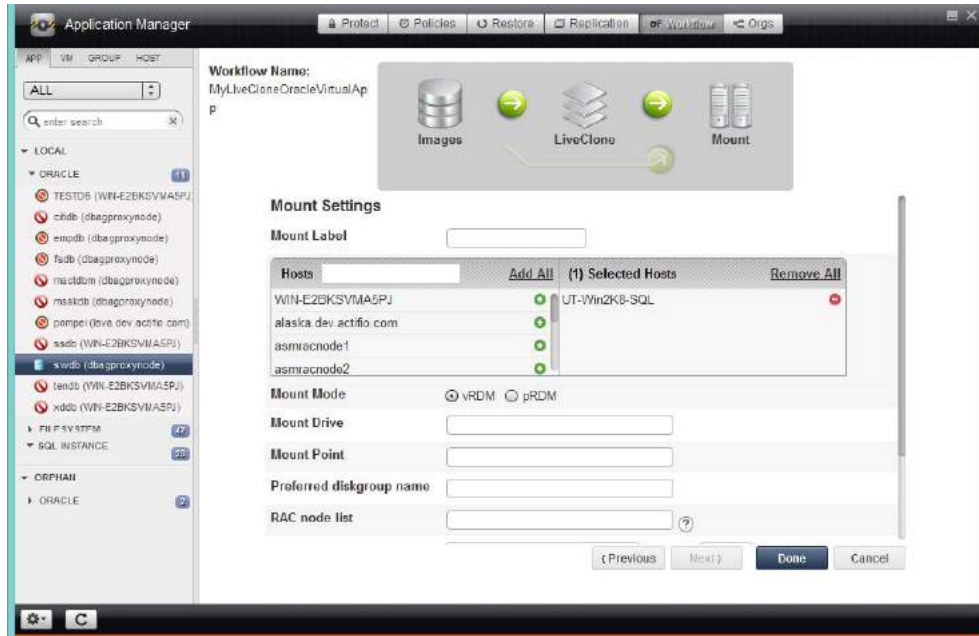 Application Manager
Protect
Policies
Restore
Replication
Workflow
Orgs
APP VM GROUP HOST
ALL
enter search
LOCAL
ORACLE 11
TESTDB (WIN-E2BKSVMA5PJ)
(dbagproxynode)
empdb (dbagproxynode)
fsdb (dbagproxynode)
(dbagproxynode)
(dbagproxynode)
pompei (lava.dev.actifio.com)
ssdb (WIN-E2BKSVMA5PJ)
swdb (dbagproxynode)
tendb (WIN-E2BKSVMA5PJ)
xddb (WIN-E2BKSVMA5PJ)
FILE SYSTEM 47
SQL INSTANCE
ORPHAN
ORACLE
Workflow Name:
MyLIveCloneOracleVirtualAp
p
Images
LiveClone
Mount
Mount Settings
Mount Label
Hosts
Add All
(1) Selected Hosts
Remove All
WIN-E2BKSVMA5PJ
alaska.dev.actifio.com
asmracnode1
asmracnode2
UT-Win2K8-SQL
Mount Mode
vRDM
pRDM
Mount Drive
Mount Point
Preferred diskgroup name
RAC node list
?
Previous
Next
Done
Cancel